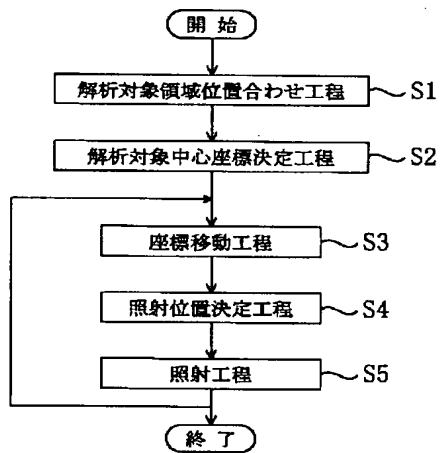 開始
解析対象領域位置合わせ工程 S1
解析対象中心座標決定工程 S2
座標移動工程 S3
照射位置決定工程 S4
照射工程 S5
終了